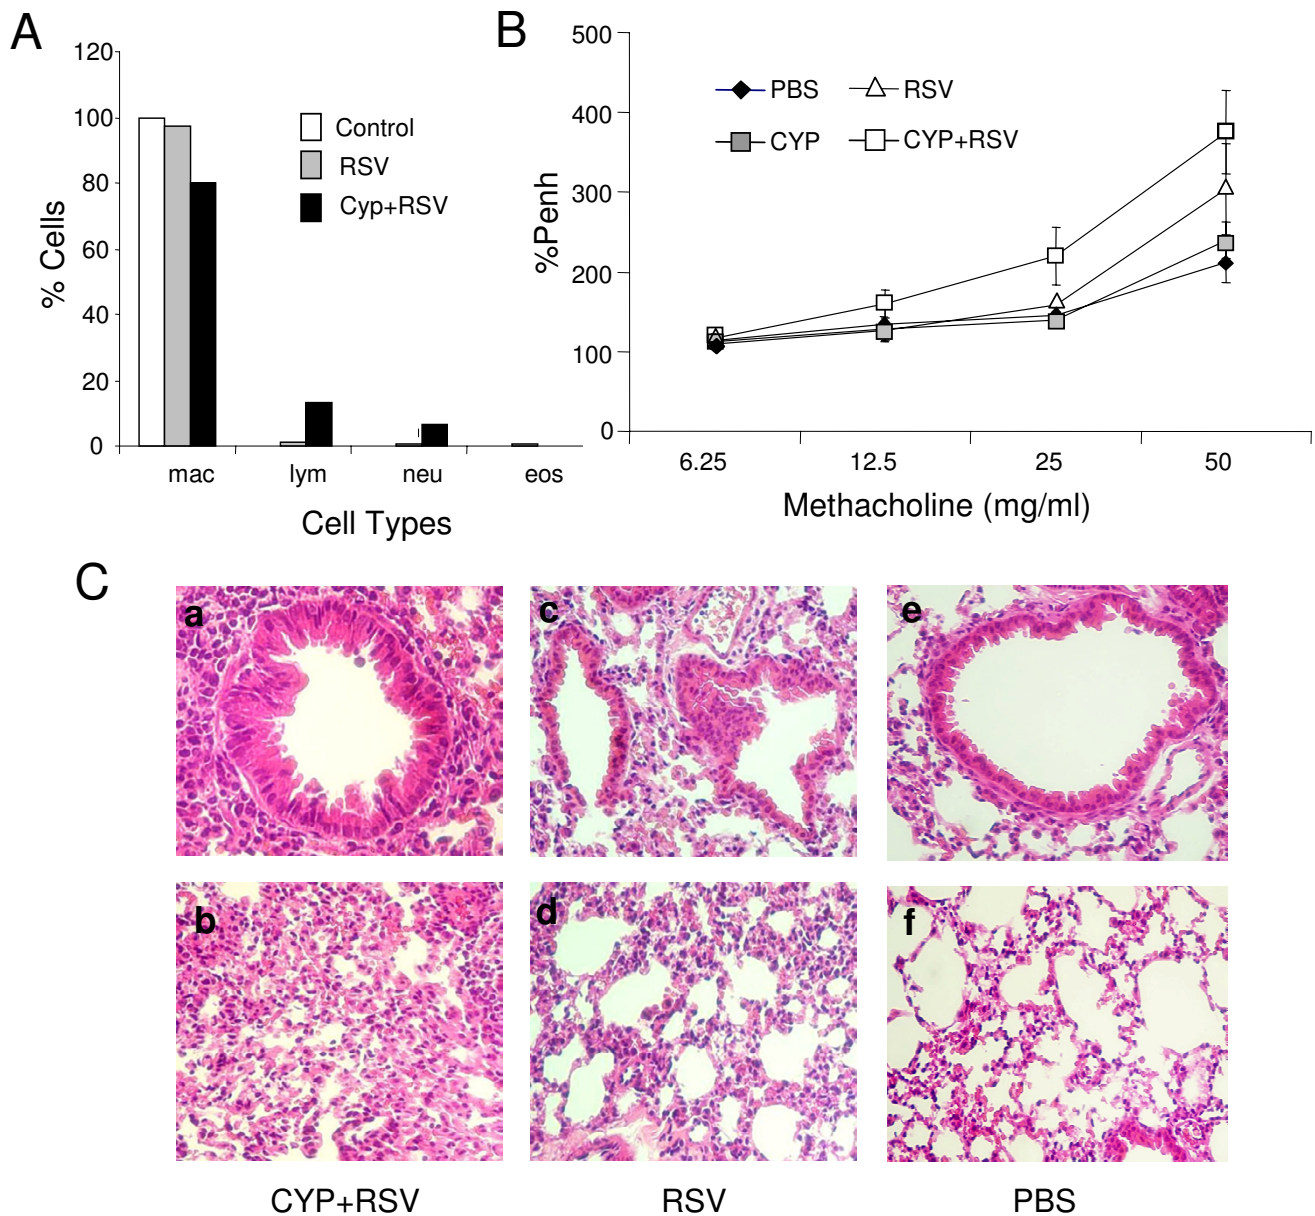 A
120
100
80
60
40
20
0
% Cells
Control
RSV
Cyp+RSV
mac lym neu eos
Cell Types
B
500
400
300
200
100
0
%Penh
PBS RSV
CYP CYP+RSV
6.25 12.5 25 50
Methacholine (mg/ml)
C
a c e
b d f
CYP+RSV RSV PBS